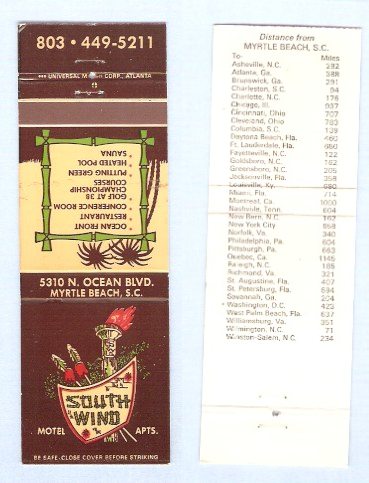 803 • 449-5211
UNIVERSAL MATCH CORP., ATLANTA
OCEAN FRONT
RESTAURANT
CONFERENCE ROOM
GOLF AT 38
CHAMPIONSHIP
COURSES
PUTTING GREEN
HEATED POOL
SAUNA
5310 N. OCEAN BLVD.
MYRTLE BEACH, S.C.
SOUTH
WIND
MOTEL APTS.
BE SAFE-CLOSE COVER BEFORE STRIKING
Distance from
MYRTLE BEACH, S.C.
To- Miles
Asheville, N.C. 292
Atlanta, Ga. 388
Brunswick, Ga. 291
Charleston, S.C. 94
Charlotte, N.C. 176
Chicago, Ill. 937
Cincinnati, Ohio 707
Cleveland, Ohio 703
Columbia, S.C. 139
Daytona Beach, Fla. 460
Ft. Lauderdale, Fla. 680
Fayetteville, N.C. 122
Goldsboro, N.C. 162
Greensboro, N.C. 205
Jacksonville, Fla. 358
Louisville, Ky. 680
Miami, Fla. 714
Montreal, Ca. 1000
Nashville, Tenn. 604
New Bern, N.C. 162
New York City 658
Norfolk, Va. 340
Philadelphia, Pa. 604
Pittsburgh, Pa. 663
Quebec, Ca. 1145
Raleigh, N.C. 185
Richmond, Va. 321
St. Augustine, Fla. 407
St. Petersburg, Fla. 594
Savannah, Ga. 204
Washington, D.C. 423
West Palm Beach, Fla. 637
Williamsburg, Va. 351
Wilmington, N.C. 71
Winston-Salem, N.C. 234